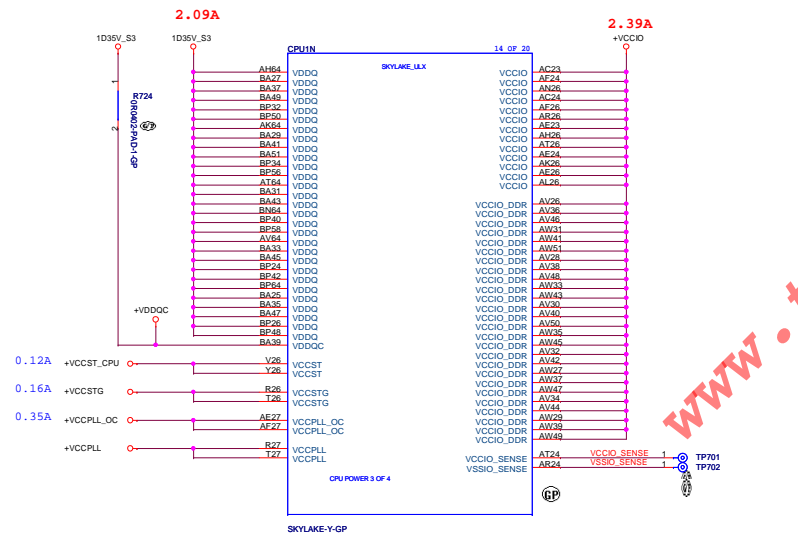 2.09A
2.39A
1D35V_S3
1D35V_S3
+VCCIO
CPU1N
14 OF 20
SKYLAKE_ULX
1
R724
0R0402-PAD-1-GP
2
GP
AH64 VDDQ
BA27 VDDQ
BA37 VDDQ
BA49 VDDQ
BP32 VDDQ
BP50 VDDQ
AK64 VDDQ
BA29 VDDQ
BA41 VDDQ
BA51 VDDQ
BP34 VDDQ
BP56 VDDQ
AT64 VDDQ
BA31 VDDQ
BA43 VDDQ
BN64 VDDQ
BP40 VDDQ
BP58 VDDQ
AV64 VDDQ
BA33 VDDQ
BA45 VDDQ
BP24 VDDQ
BP42 VDDQ
BP64 VDDQ
BA25 VDDQ
BA35 VDDQ
BA47 VDDQ
BP26 VDDQ
BP48 VDDQ
+VDDQC
BA39 VDDQC
0.12A +VCCST_CPU V26 VCCST
Y26 VCCST
0.16A +VCCSTG R26 VCCSTG
T26 VCCSTG
0.35A +VCCPLL_OC AE27 VCCPLL_OC
AF27 VCCPLL_OC
+VCCPLL R27 VCCPLL
T27 VCCPLL
VCCIO AC23
VCCIO AF24
VCCIO AN26
VCCIO AC24
VCCIO AF26
VCCIO AR26
VCCIO AE23
VCCIO AH26
VCCIO AT26
VCCIO AE24
VCCIO AK26
VCCIO AE26
VCCIO AL26
VCCIO_DDR AV26
VCCIO_DDR AV36
VCCIO_DDR AV46
VCCIO_DDR AW31
VCCIO_DDR AW41
VCCIO_DDR AW51
VCCIO_DDR AV28
VCCIO_DDR AV38
VCCIO_DDR AV48
VCCIO_DDR AW33
VCCIO_DDR AW43
VCCIO_DDR AV30
VCCIO_DDR AV40
VCCIO_DDR AV50
VCCIO_DDR AW35
VCCIO_DDR AW45
VCCIO_DDR AV32
VCCIO_DDR AV42
VCCIO_DDR AW27
VCCIO_DDR AW37
VCCIO_DDR AW47
VCCIO_DDR AV34
VCCIO_DDR AV44
VCCIO_DDR AW29
VCCIO_DDR AW39
VCCIO_DDR AW49
VCCIO_SENSE AT24 VCCIO_SENSE 1 TP701
VSSIO_SENSE AR24 VSSIO_SENSE 1 TP702
CPU POWER 3 OF 4
GP
SKYLAKE-Y-GP
www.